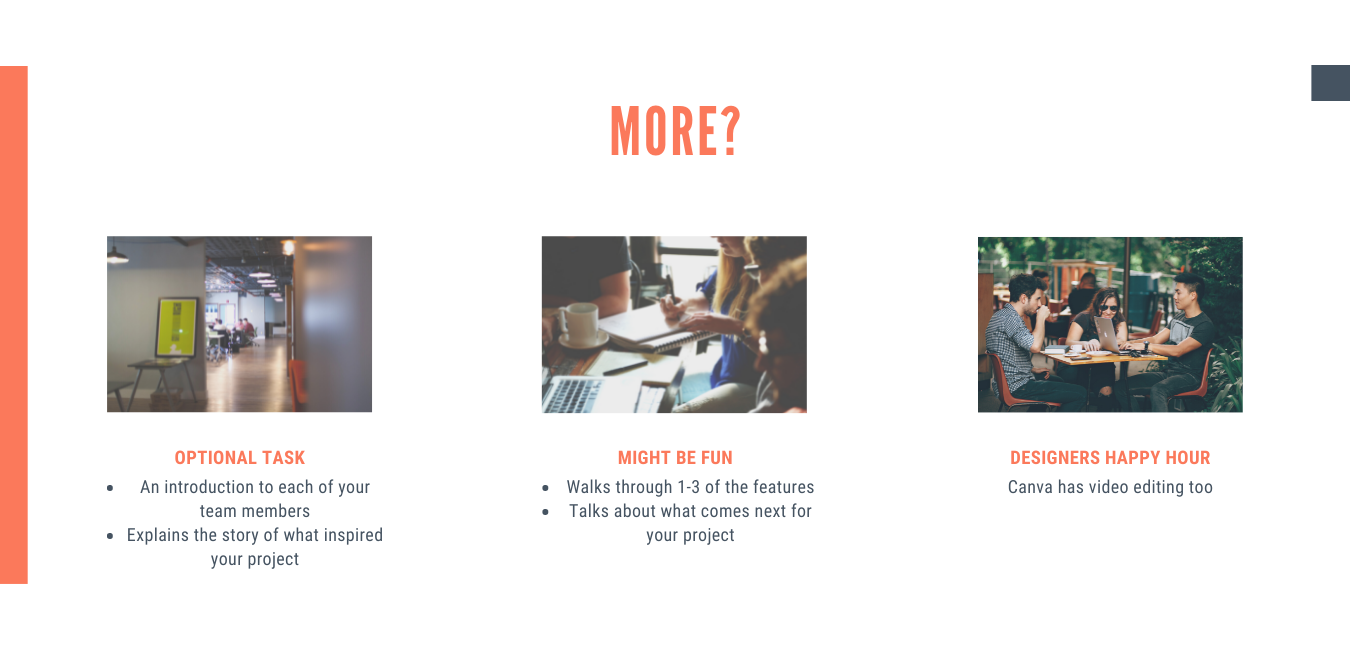 MORE?
OPTIONAL TASK
• An introduction to each of your
team members
• Explains the story of what inspired
your project
MIGHT BE FUN
• Walks through 1-3 of the features
• Talks about what comes next for
your project
DESIGNERS HAPPY HOUR
Canva has video editing too